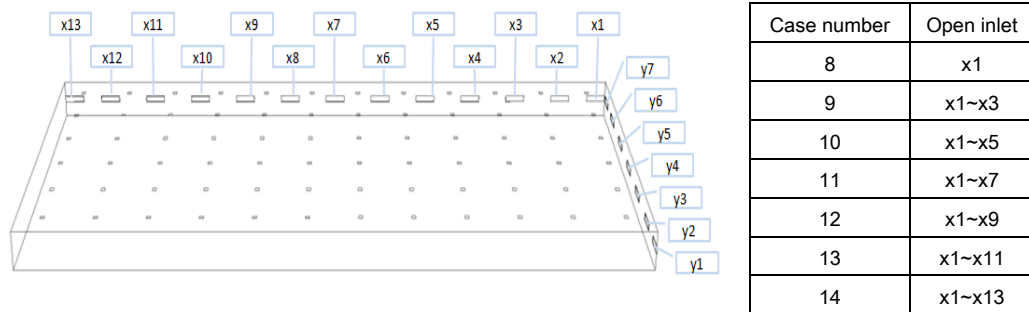 x13 x11 x9 x7 x5 x3 x1
x12 x10 x8 x6 x4 x2
y7
y6
y5
y4
y3
y2
y1
Case number Open inlet
8 x1
9 x1~x3
10 x1~x5
11 x1~x7
12 x1~x9
13 x1~x11
14 x1~x13